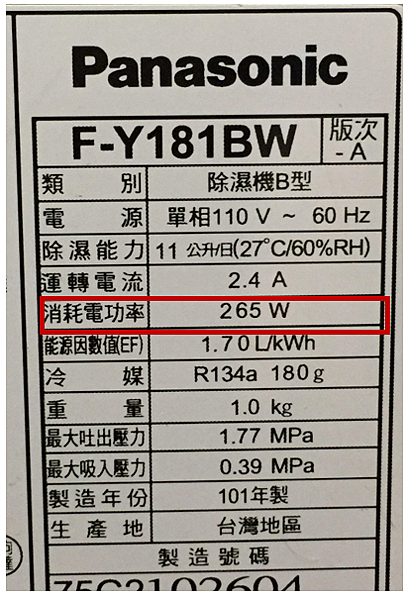 Panasonic
F-Y181BW 版次 -A
類別 除濕機B型
電源 單相110 V ~ 60 Hz
除濕能力 11 公升/日(27°C/60%RH)
運轉電流 2.4 A
消耗電功率 265 W
能源因數值(EF) 1.70 L/kWh
冷媒 R134a 180g
重量 1.0 kg
最大吐出壓力 1.77 MPa
最大吸入壓力 0.39 MPa
製造年份 101年製
生產地 台灣地區
製造號碼
75C2102604